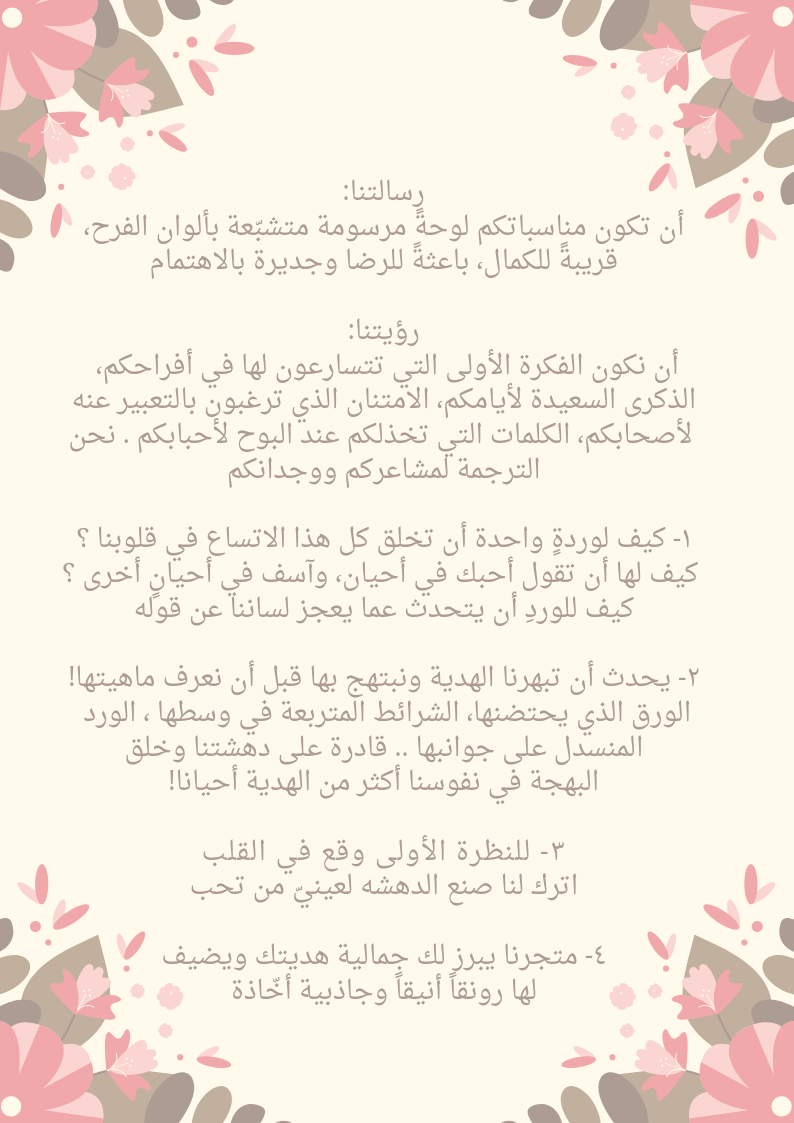 رسالتنا:
أن تكون مناسباتكم لوحةً مرسومة متشبّعة بألوان الفرح،
قريبةً للكمال، باعثةً للرضا وجديرة بالاهتمام
رؤيتنا:
أن نكون الفكرة الأولى التي تتسارعون لها في أفراحكم،
الذكرى السعيدة لأيامكم، الامتنان الذي ترغبون بالتعبير عنه
لأصحابكم، الكلمات التي تخذلكم عند البوح لأحبابكم . نحن
الترجمة لمشاعركم ووجدانكم
١- كيف لوردةٍ واحدة أن تخلق كل هذا الاتساع في قلوبنا ؟
كيف لها أن تقول أحبك في أحيان، وآسف في أحيانٍ أخرى ؟
كيف للوردِ أن يتحدث عما يعجز لساننا عن قوله
٢- يحدث أن تبهرنا الهدية ونبتهج بها قبل أن نعرف ماهيتها!
الورق الذي يحتضنها، الشرائط المتربعة في وسطها ، الورد
المنسدل على جوانبها .. قادرة على دهشتنا وخلق
البهجة في نفوسنا أكثر من الهدية أحيانا!
٣- للنظرة الأولى وقع في القلب
اترك لنا صنع الدهشه لعينيّ من تحب
٤- متجرنا يبرز لك جمالية هديتك ويضيف
لها رونقاً أنيقاً وجاذبية أخّاذة